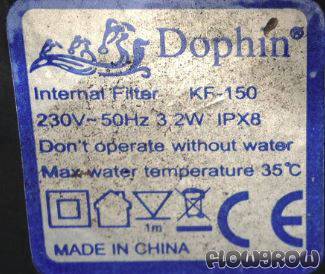 Dophin®
Internal Filter KF-150
230V~50Hz 3.2W IPX8
Don't operate without water
Max water temperature 35℃
1m
CE
MADE IN CHINA
FLOWGROW